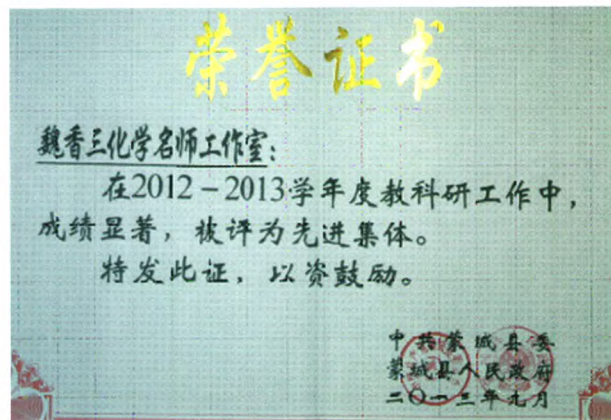 荣誉证书
魏香三化学名师工作室：
在2012－2013学年度教科研工作中，
成绩显著，被评为先进集体。
特发此证，以资鼓励。
中共蒙城县委
蒙城县人民政府
二〇一三年九月